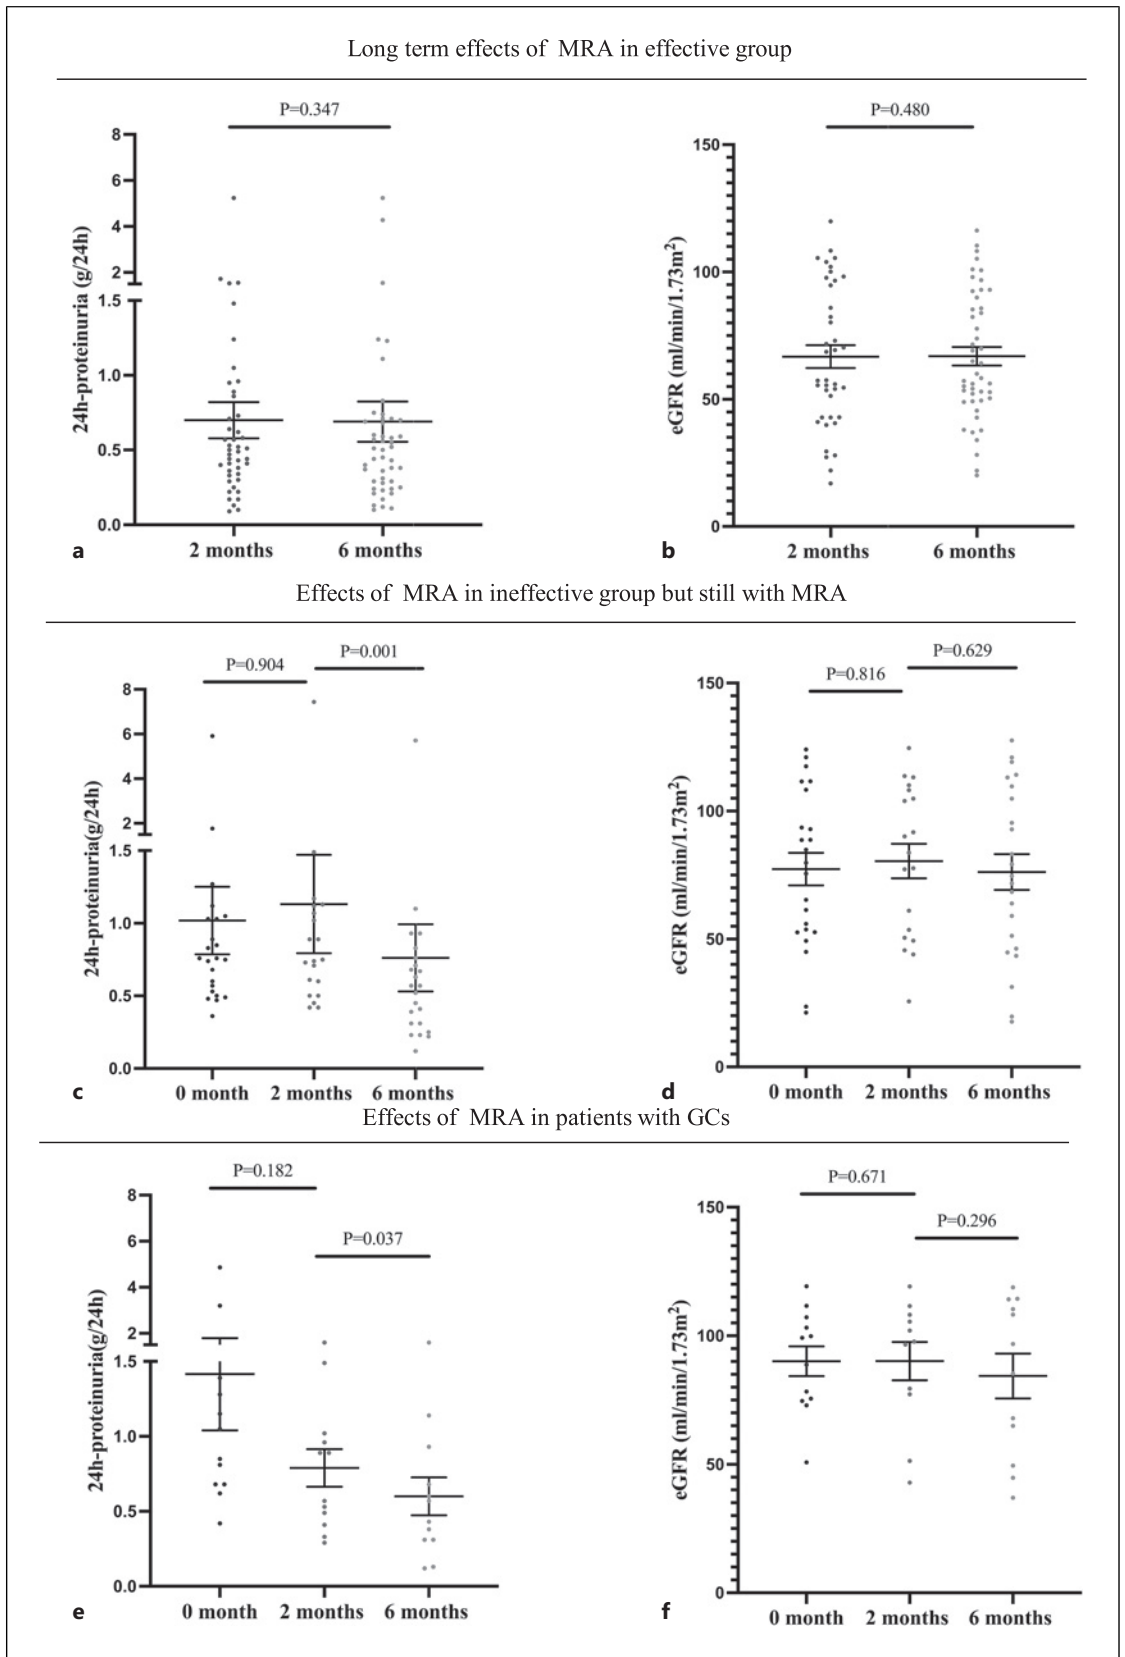 Long term effects of MRA in effective group
P=0.347
24h-proteinuria (g/24h)
8
6
4
2
1.5
1.0
0.5
0.0
2 months
6 months
a
P=0.480
eGFR (ml/min/1.73m²)
150
100
50
0
2 months
6 months
b
Effects of MRA in ineffective group but still with MRA
P=0.904
P=0.001
24h-proteinuria(g/24h)
8
6
4
2
1.5
1.0
0.5
0.0
0 month
2 months
6 months
c
P=0.816
P=0.629
eGFR (ml/min/1.73m²)
150
100
50
0
0 month
2 months
6 months
d
Effects of MRA in patients with GCs
P=0.182
P=0.037
24h-proteinuria(g/24h)
8
6
4
2
1.5
1.0
0.5
0.0
0 month
2 months
6 months
e
P=0.671
P=0.296
eGFR (ml/min/1.73m²)
150
100
50
0
0 month
2 months
6 months
f